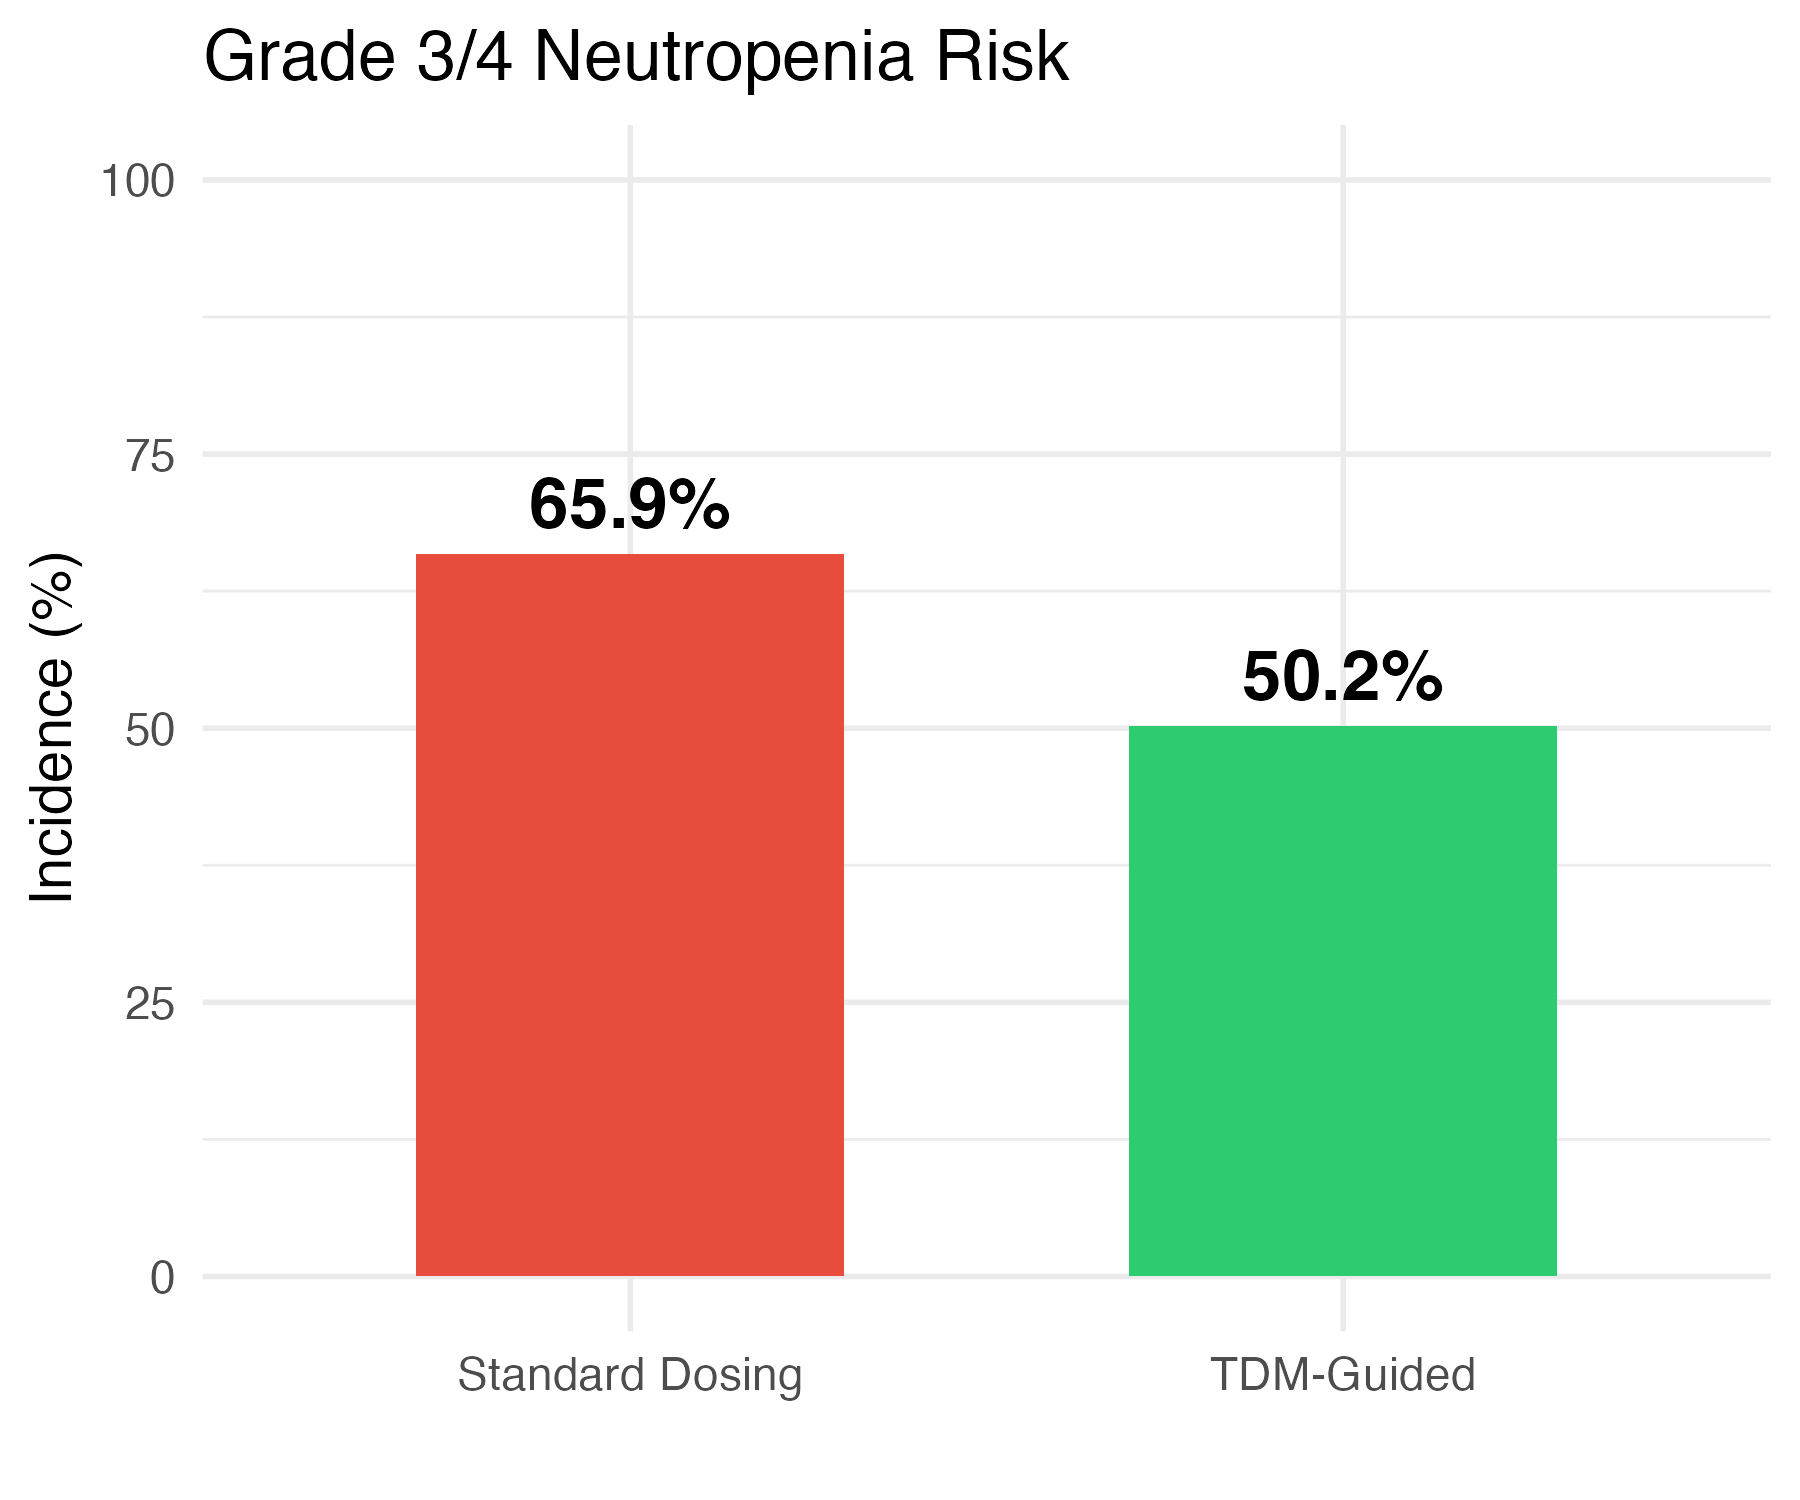 Grade 3/4 Neutropenia Risk
Incidence (%)
100
75
50
25
0
65.9%
50.2%
Standard Dosing
TDM-Guided